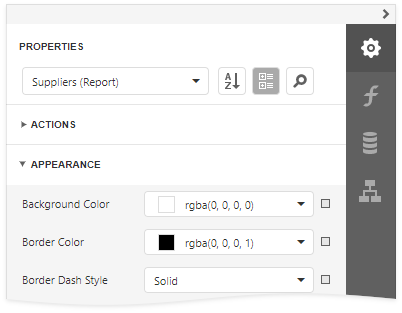 PROPERTIES
Suppliers (Report)
ACTIONS
APPEARANCE
Background Color rgba(0, 0, 0, 0)
Border Color rgba(0, 0, 0, 1)
Border Dash Style Solid